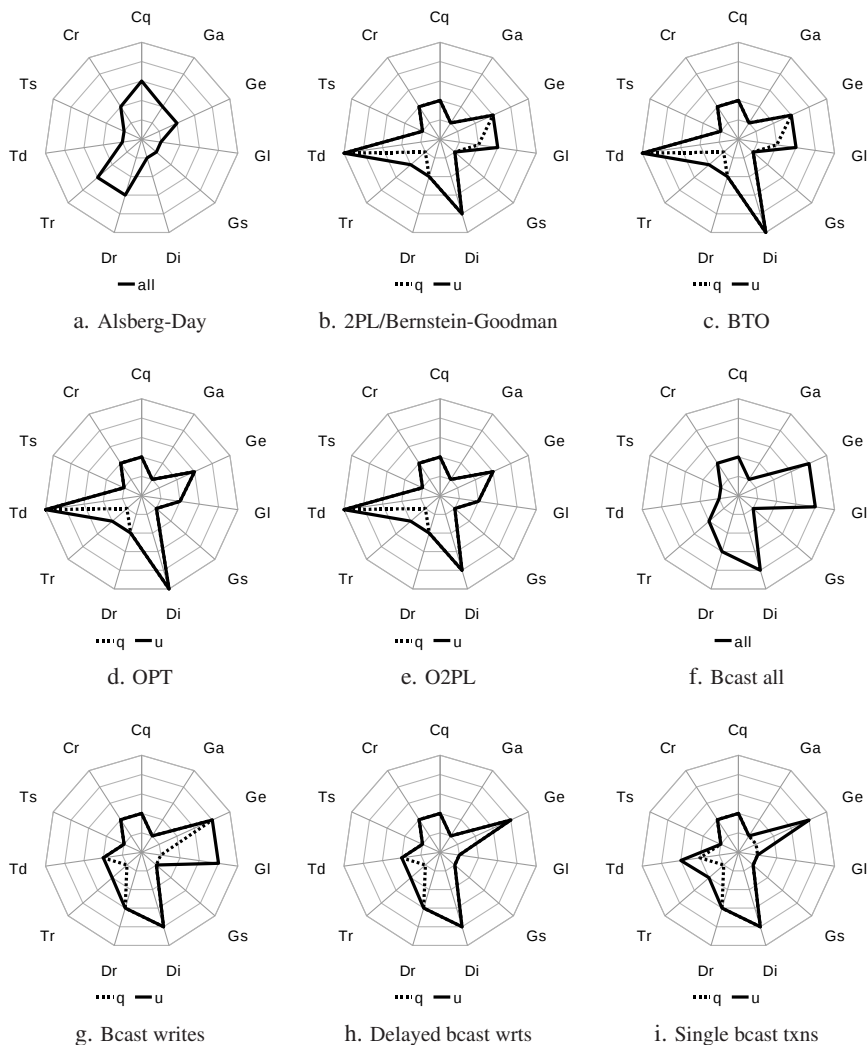 Cq
Cr Ga
Ts Ge
Td Gl
Tr Gs
Dr Di
all
a. Alsberg-Day
Cq
Cr Ga
Ts Ge
Td Gl
Tr Gs
Dr Di
q u
b. 2PL/Bernstein-Goodman
Cq
Cr Ga
Ts Ge
Td Gl
Tr Gs
Dr Di
q u
c. BTO
Cq
Cr Ga
Ts Ge
Td Gl
Tr Gs
Dr Di
q u
d. OPT
Cq
Cr Ga
Ts Ge
Td Gl
Tr Gs
Dr Di
q u
e. O2PL
Cq
Cr Ga
Ts Ge
Td Gl
Tr Gs
Dr Di
all
f. Bcast all
Cq
Cr Ga
Ts Ge
Td Gl
Tr Gs
Dr Di
q u
g. Bcast writes
Cq
Cr Ga
Ts Ge
Td Gl
Tr Gs
Dr Di
q u
h. Delayed bcast wrts
Cq
Cr Ga
Ts Ge
Td Gl
Tr Gs
Dr Di
q u
i. Single bcast txns